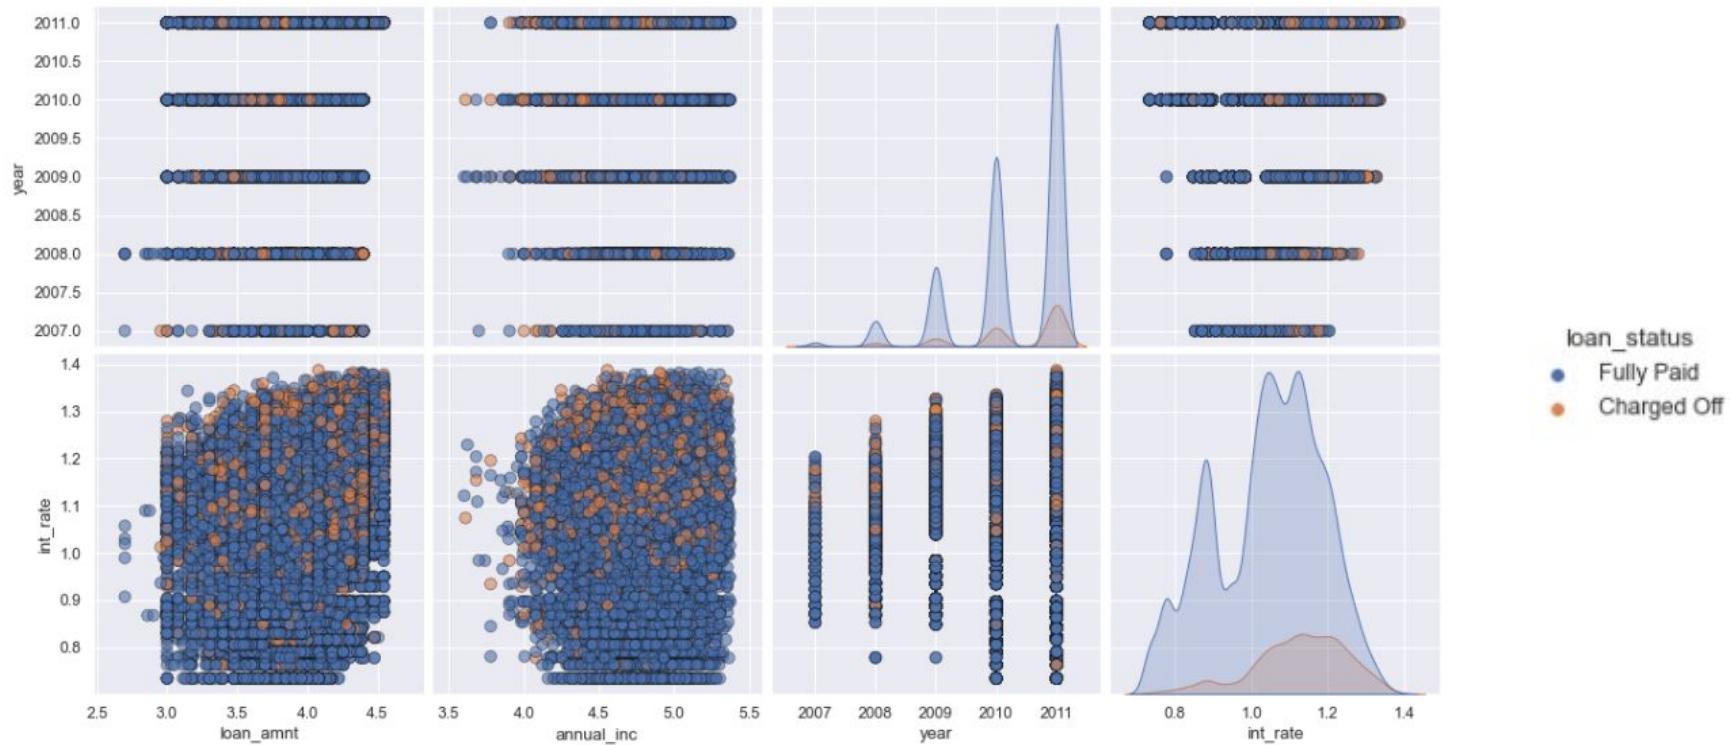 2011.0
2010.5
2010.0
2009.5
2009.0
2008.5
2008.0
2007.5
2007.0
year
1.4
1.3
1.2
1.1
1.0
0.9
0.8
int_rate
2.5 3.0 3.5 4.0 4.5
loan_amnt
3.5 4.0 4.5 5.0 5.5
annual_inc
2007 2008 2009 2010 2011
year
0.8 1.0 1.2 1.4
int_rate
loan_status
Fully Paid
Charged Off